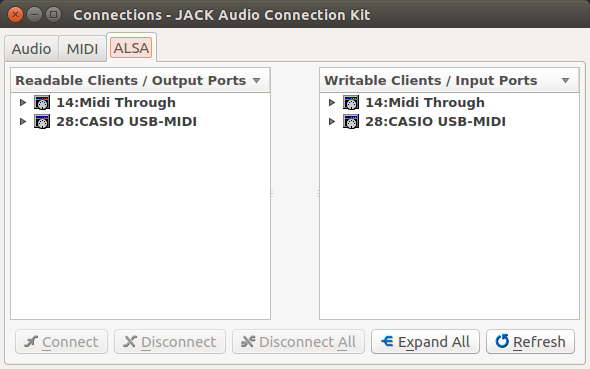 Connections - JACK Audio Connection Kit
Audio MIDI ALSA
Readable Clients / Output Ports Writable Clients / Input Ports
14:Midi Through 14:Midi Through
28:CASIO USB-MIDI 28:CASIO USB-MIDI
Connect Disconnect Disconnect All Expand All Refresh